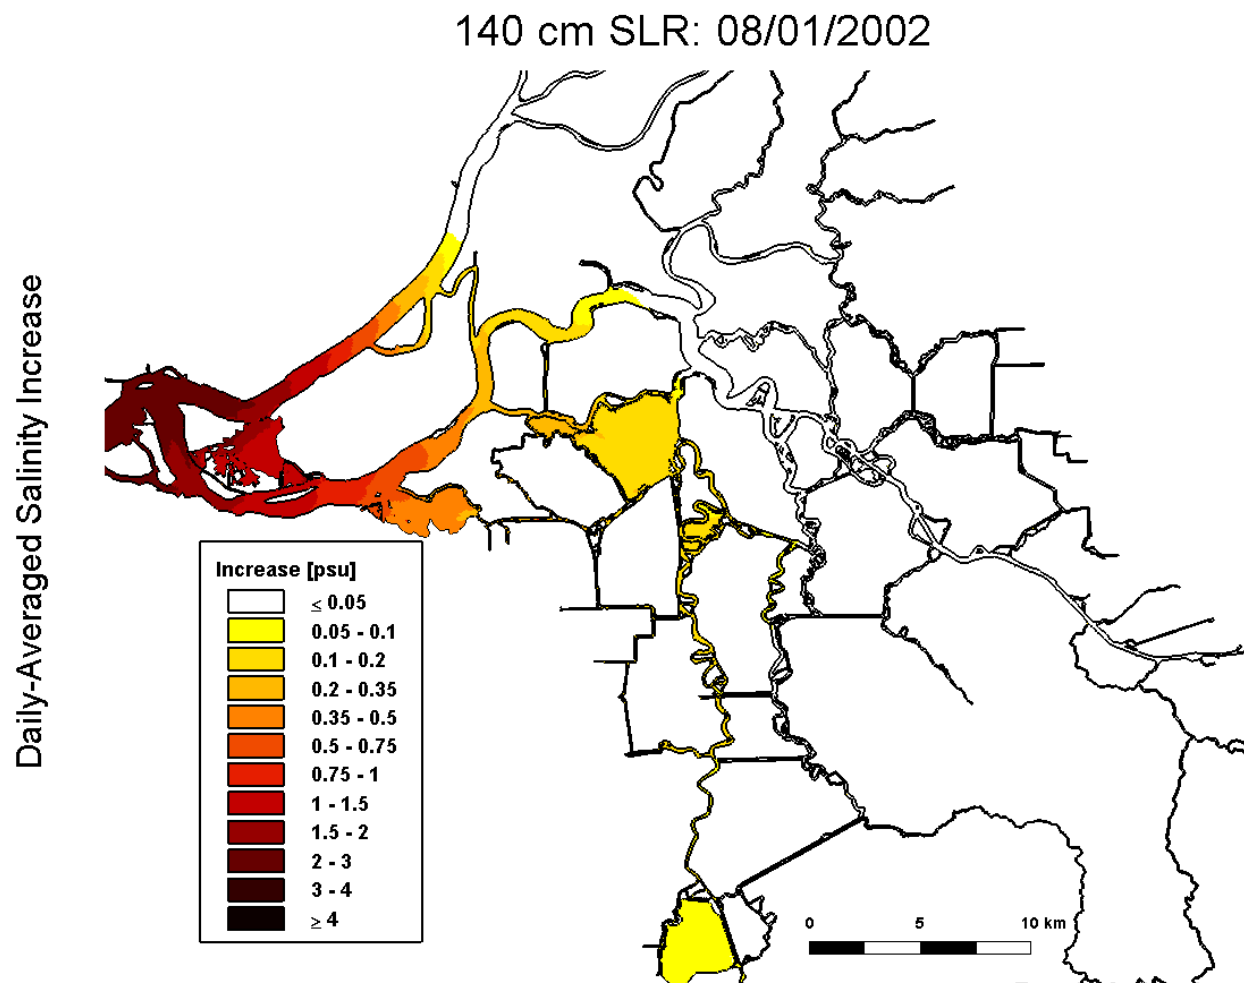 140 cm SLR: 08/01/2002
Daily-Averaged Salinity Increase
Increase [psu]
≤ 0.05
0.05 - 0.1
0.1 - 0.2
0.2 - 0.35
0.35 - 0.5
0.5 - 0.75
0.75 - 1
1 - 1.5
1.5 - 2
2 - 3
3 - 4
≥ 4
0 5 10 km